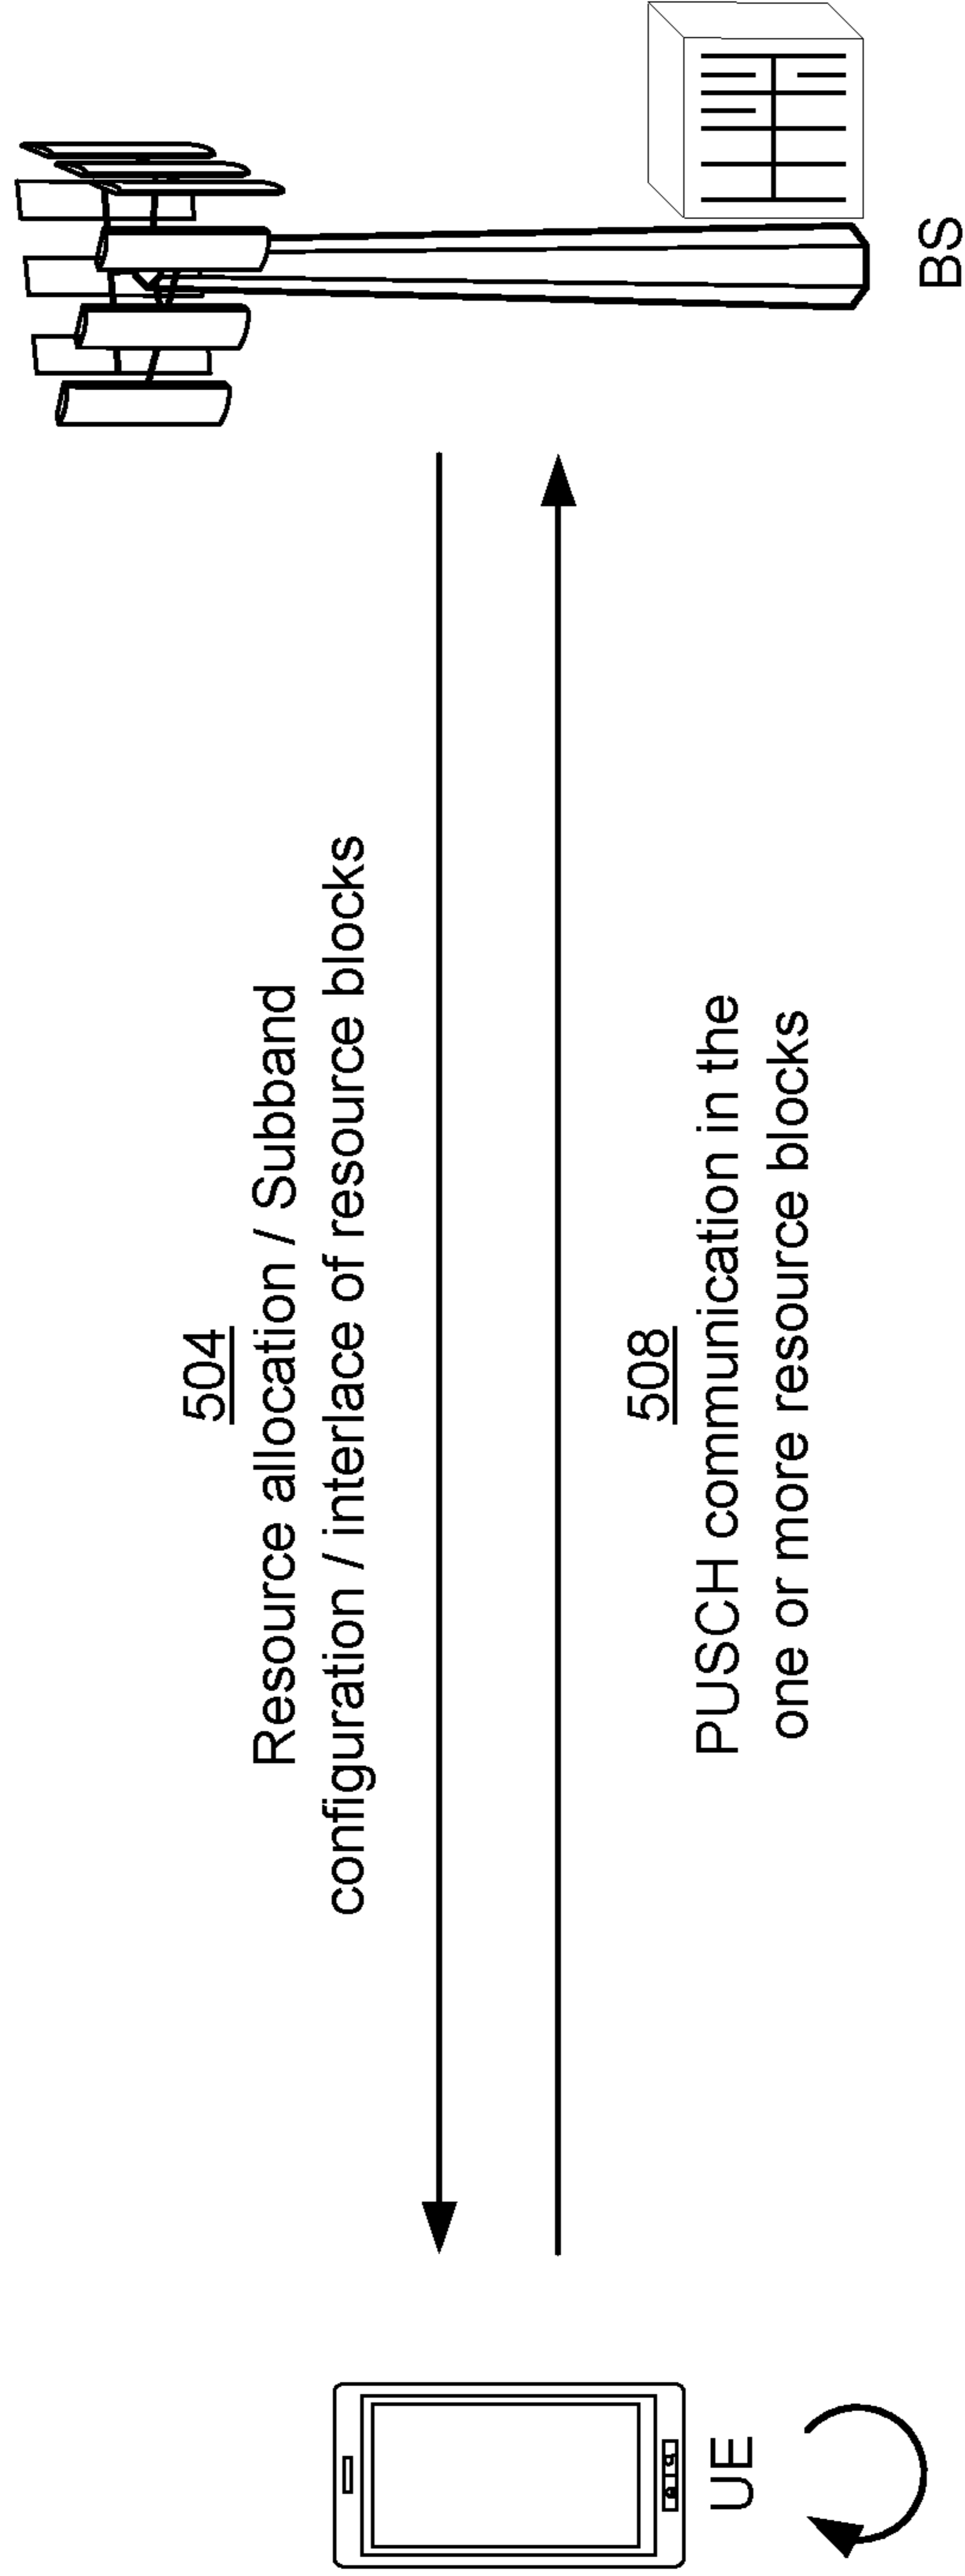 504
Resource allocation / Subband
configuration / interlace of resource blocks
508
PUSCH communication in the
one or more resource blocks
UE
BS